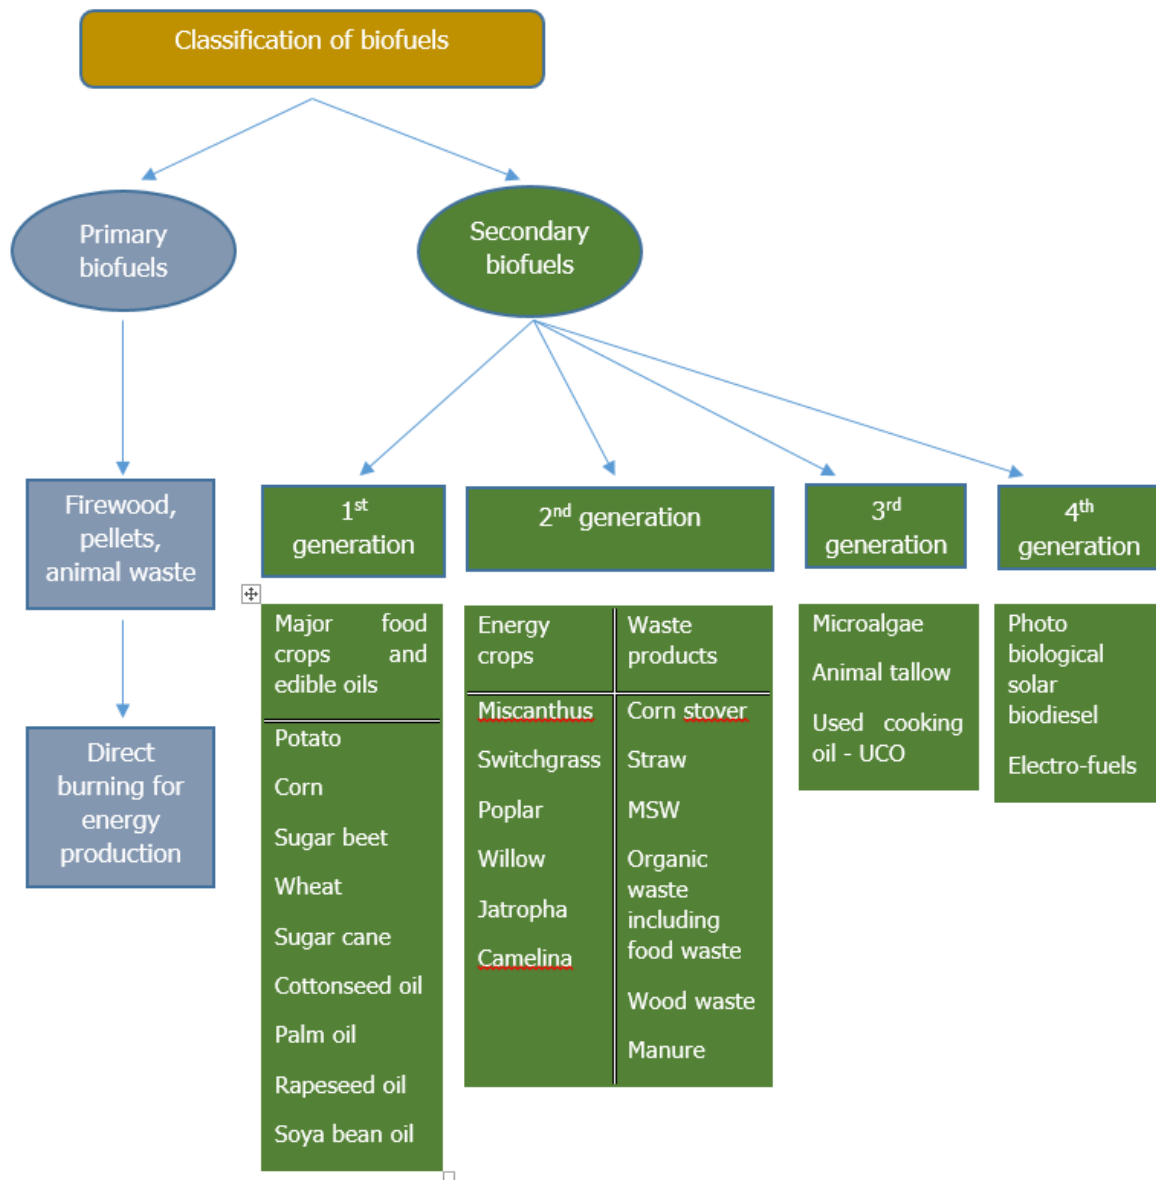 Classification of biofuels
Primary
biofuels
Secondary
biofuels
Firewood,
pellets,
animal waste
Direct
burning for
energy
production
1st
generation
2nd generation
3rd
generation
4th
generation
Major food
crops and
edible oils
Potato
Corn
Sugar beet
Wheat
Sugar cane
Cottonseed oil
Palm oil
Rapeseed oil
Soya bean oil
Energy
crops
Miscanthus
Switchgrass
Poplar
Willow
Jatropha
Camelina
Waste
products
Corn stover
Straw
MSW
Organic
waste
including
food waste
Wood waste
Manure
Microalgae
Animal tallow
Used cooking
oil - UCO
Photo
biological
solar
biodiesel
Electro-fuels